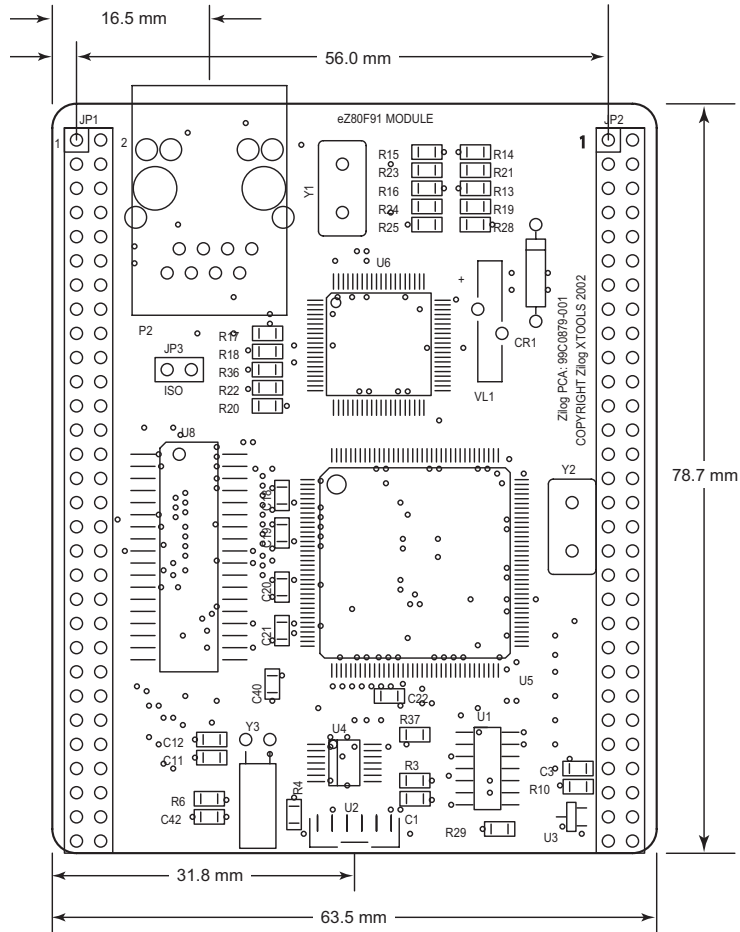 16.5 mm
56.0 mm
eZ80F91 MODULE
JP1
JP2
1
2
1
Y1
R15
R14
R23
R21
R16
R13
R24
R19
R25
R28
U6
+
P2
JP3
ISO
R17
R18
R36
R22
R20
CR1
VL1
Zilog PCA: 99C0879-001
COPYRIGHT Zilog XTOOLS 2002
U8
Y2
78.7 mm
C18
C19
C20
C21
C40
C22
U5
Y3
U4
R37
U1
C12
C11
R3
C3
R10
R6
C42
R4
U2
C1
R29
U3
31.8 mm
63.5 mm